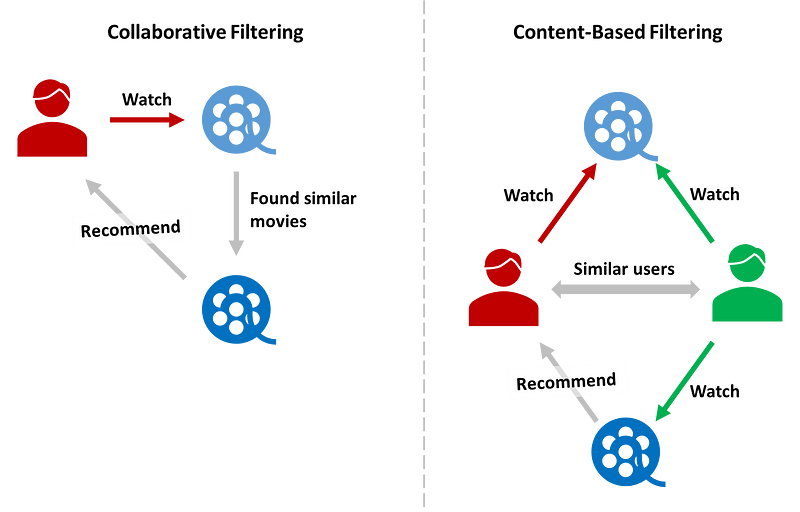 Collaborative Filtering
Watch
Found similar
movies
Recommend
Content-Based Filtering
Watch
Watch
Similar users
Recommend
Watch